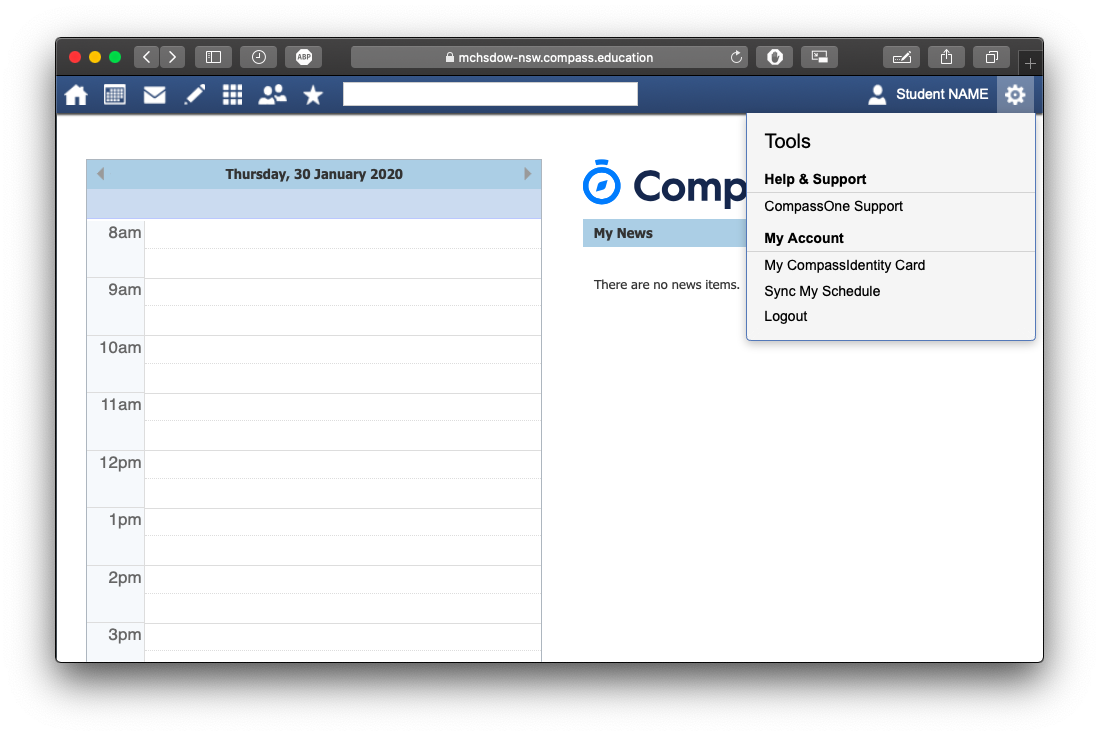 ABP
mchsdow-nsw.compass.education
Student NAME
Tools
Help & Support
CompassOne Support
My Account
My CompassIdentity Card
Sync My Schedule
Logout
Thursday, 30 January 2020
8am
9am
10am
11am
12pm
1pm
2pm
3pm
Comp
My News
There are no news items.